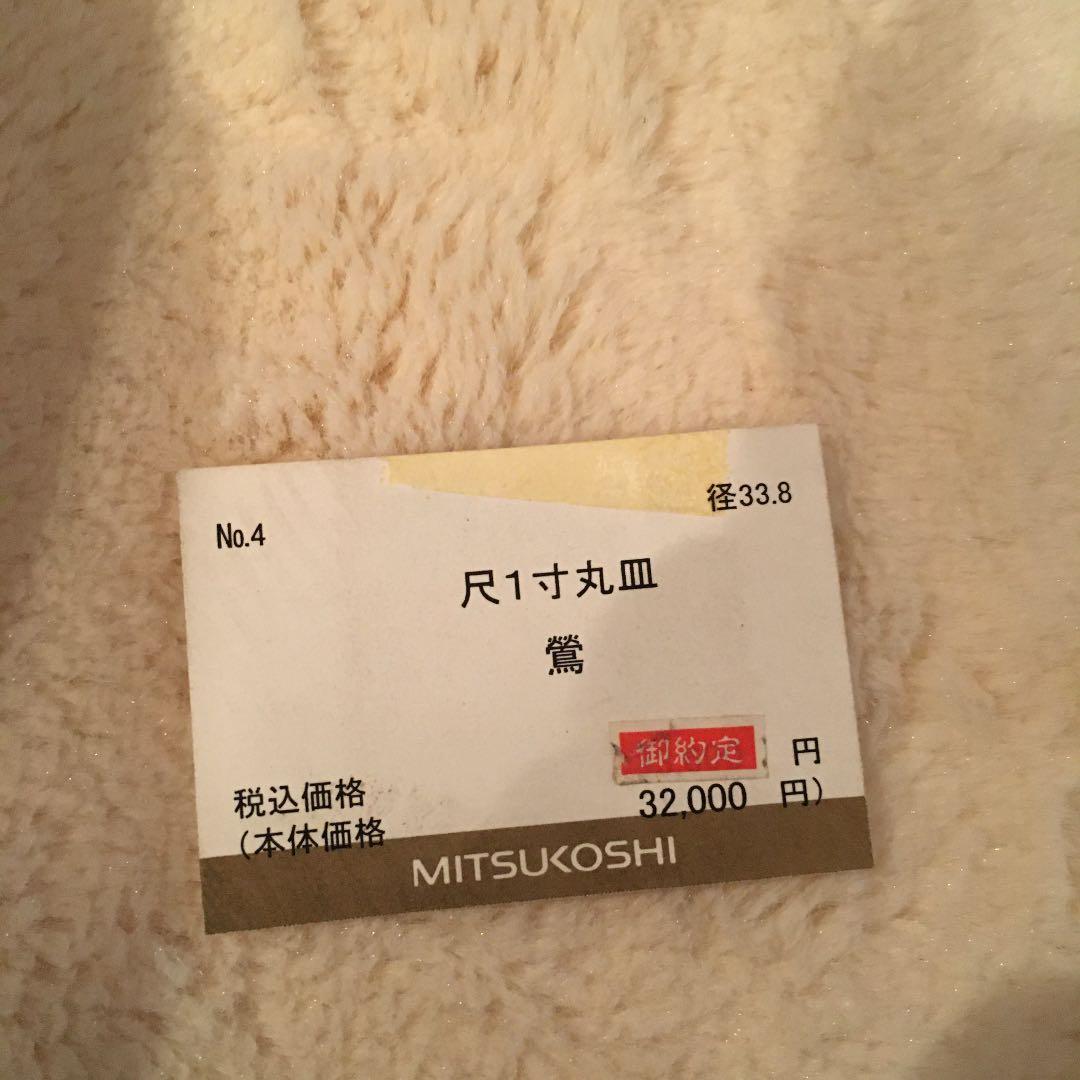 No.4
径33.8
尺1寸丸皿
鶯
御約定 円
税込価格
32,000 円)
(本体価格
MITSUKOSHI